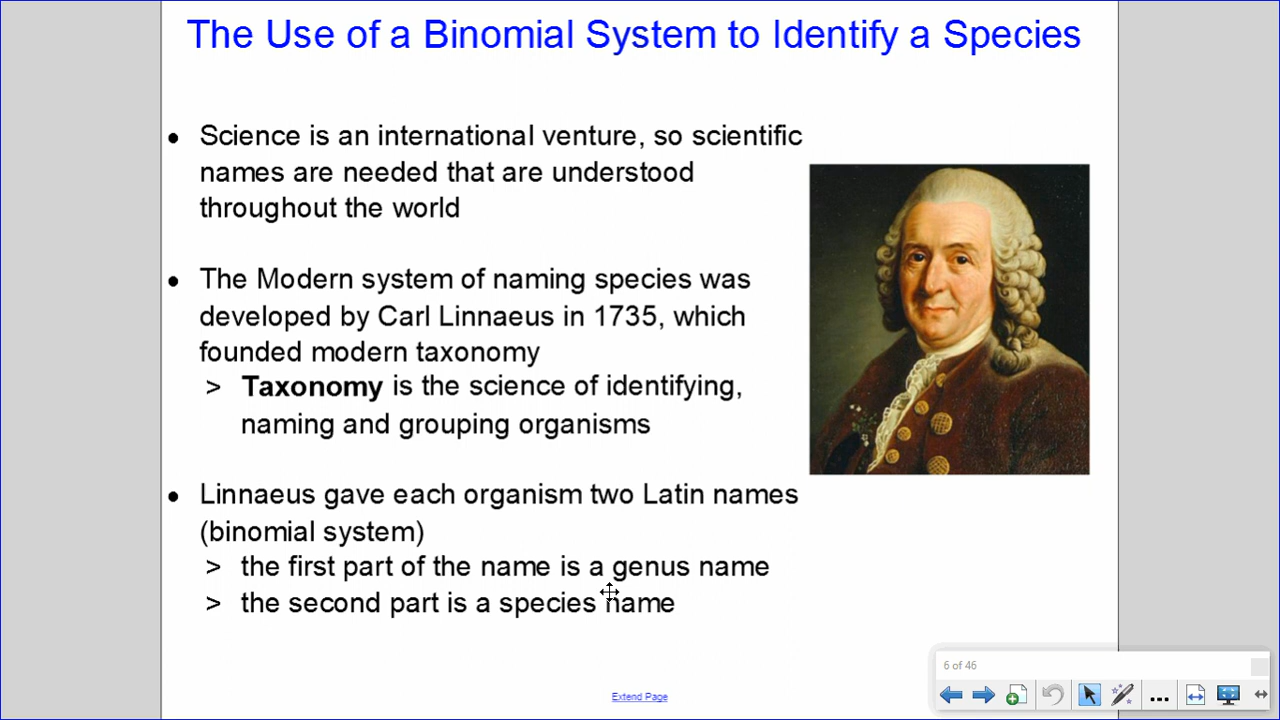 The Use of a Binomial System to Identify a Species
● Science is an international venture, so scientific
names are needed that are understood
throughout the world
● The Modern system of naming species was
developed by Carl Linnaeus in 1735, which
founded modern taxonomy
> Taxonomy is the science of identifying,
naming and grouping organisms
● Linnaeus gave each organism two Latin names
(binomial system)
> the first part of the name is a genus name
> the second part is a species name
Extend Page
6 of 46